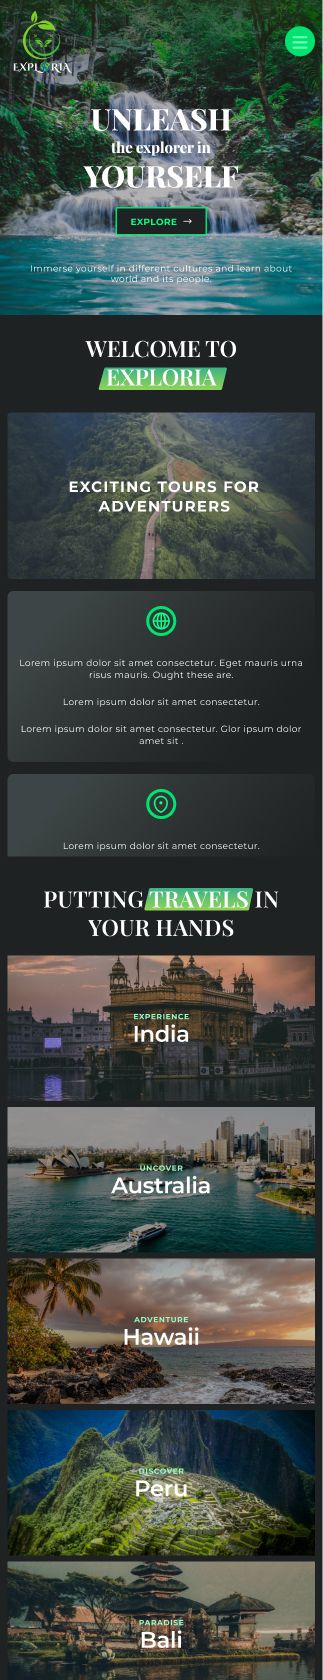 EXPLORIA
UNLEASH
the explorer in
YOURSELF
EXPLORE →
Immerse yourself in different cultures and learn about
world and its people.
WELCOME TO
EXPLORIA
EXCITING TOURS FOR
ADVENTURERS
Lorem ipsum dolor sit amet consectetur. Eget mauris urna
risus mauris. Ought these are.
Lorem ipsum dolor sit amet consectetur.
Lorem ipsum dolor sit amet consectetur. Glor ipsum dolor
amet sit .
Lorem ipsum dolor sit amet consectetur.
PUTTING TRAVELS IN
YOUR HANDS
EXPERIENCE
India
UNCOVER
Australia
ADVENTURE
Hawaii
DISCOVER
Peru
PARADISE
Bali